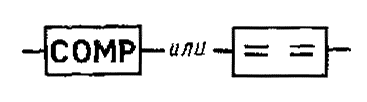 COMP или = =